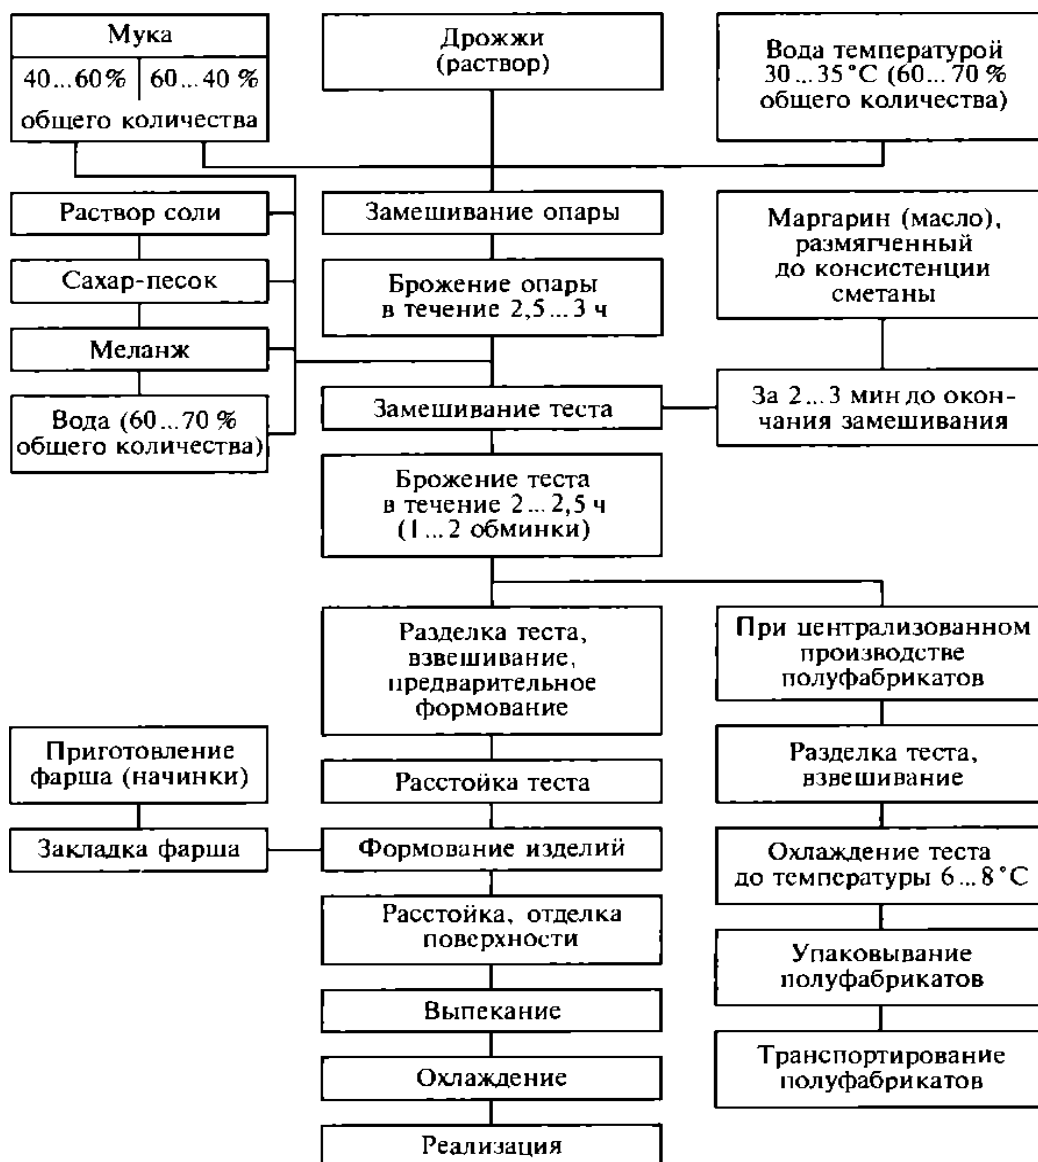 Мука
40...60% 60...40 %
общего количества
Дрожжи
(раствор)
Вода температурой
30...35°C (60...70 %
общего количества)
Раствор соли
Сахар-песок
Меланж
Вода (60...70 %
общего количества)
Замешивание опары
Брожение опары
в течение 2,5...3 ч
Маргарин (масло),
размягченный
до консистенции
сметаны
Замешивание теста
За 2...3 мин до окон-
чания замешивания
Брожение теста
в течение 2...2,5 ч
(1...2 обминки)
Разделка теста,
взвешивание,
предварительное
формование
При централизованном
производстве
полуфабрикатов
Приготовление
фарша (начинки)
Закладка фарша
Расстойка теста
Формование изделий
Расстойка, отделка
поверхности
Выпекание
Охлаждение
Реализация
Разделка теста,
взвешивание
Охлаждение теста
до температуры 6...8°C
Упаковывание
полуфабрикатов
Транспортирование
полуфабрикатов